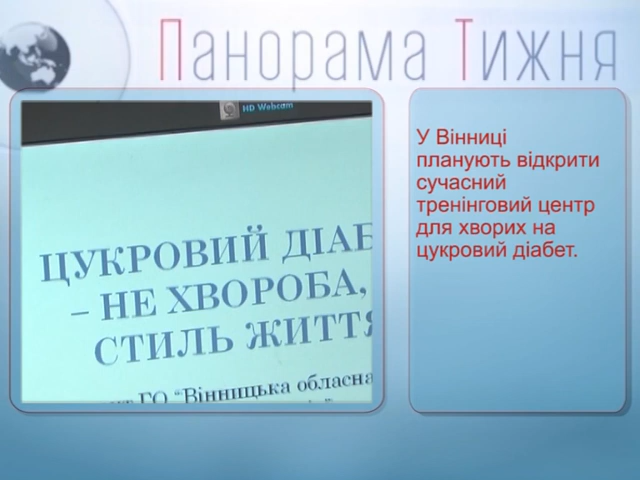 Панорама Тижня
HD Webcam
ЦУКРОВИЙ ДІАБ
– НЕ ХВОРОБА,
СТИЛЬ ЖИТТЯ
ГО “Вінницька обласна
У Вінниці
планують відкрити
сучасний
тренінговий центр
для хворих на
цукровий діабет.